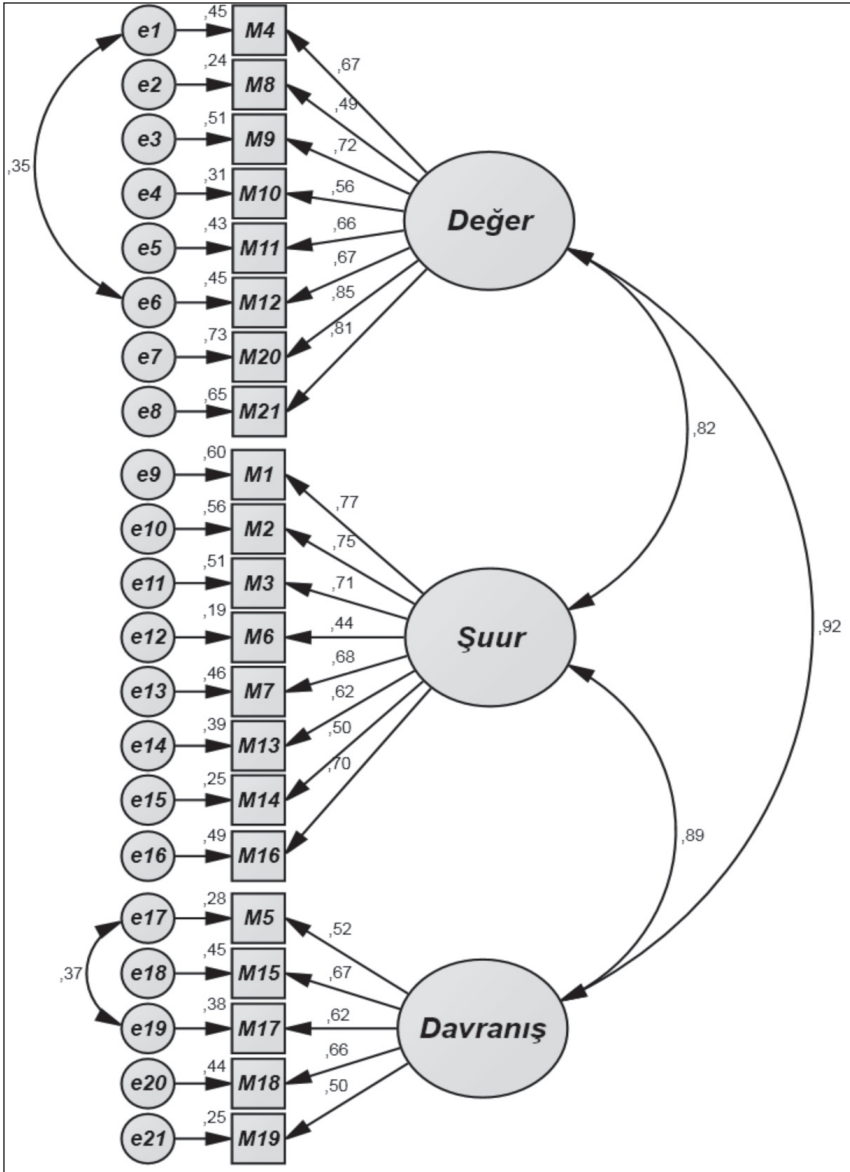 ,45
e1 M4
,67
,24
e2 M8
,49
,51
e3 M9
,72
,35
,31
e4 M10
,56
Değer
,43
e5 M11
,66
,45
e6 M12
,67
,73
e7 M20
,85
,65
e8 M21
,81
,82
,60
e9 M1
,77
,56
e10 M2
,75
,51
e11 M3
,71
,19
e12 M6
,44
Şuur
,92
,46
e13 M7
,68
,39
e14 M13
,62
,25
e15 M14
,50
,49
e16 M16
,70
,89
,28
e17 M5
,52
,45
e18 M15
,67
,37
,38
e19 M17
,62
Davranış
,44
e20 M18
,66
,25
e21 M19
,50